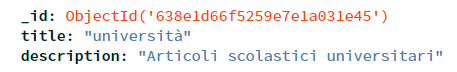 _id: ObjectId('638e1d66f5259e7e1a031e45')
title: "università"
description: "Articoli scolastici universitari"